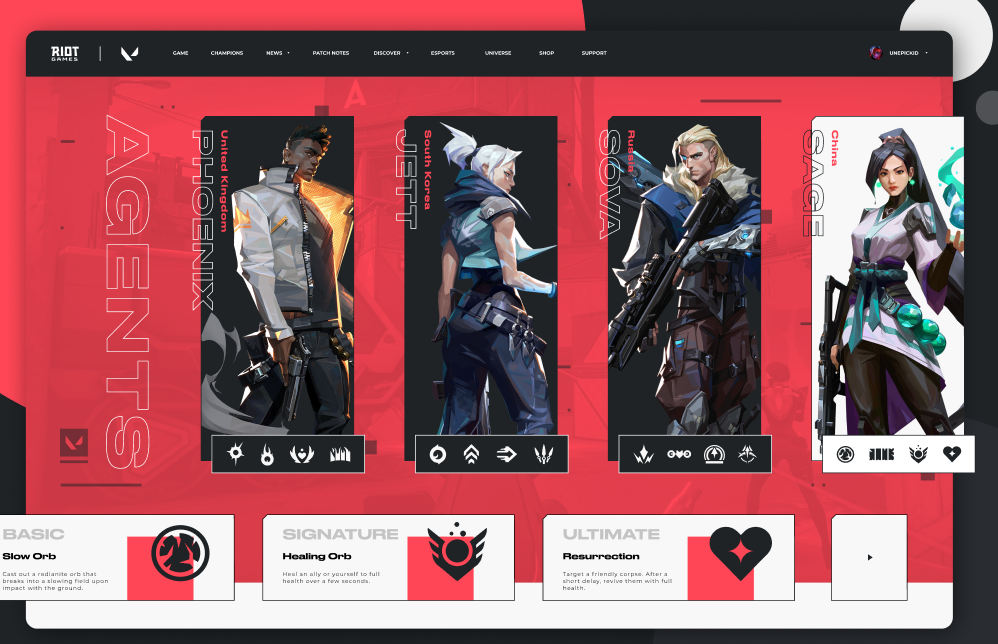 RIOT
GAMES
GAME
CHAMPIONS
NEWS
PATCH NOTES
DISCOVER
ESPORTS
UNIVERSE
SHOP
SUPPORT
UNEPICKID
AGENTS
PHOENIX
United Kingdom
JETT
South Korea
SOVA
Russia
SAGE
China
BASIC
Slow Orb
Cast out a redianite orb that
breaks into a slowing field upon
impact with the ground.
SIGNATURE
Healing Orb
Heal an ally or yourself to full
health over a few seconds.
ULTIMATE
Resurrection
Target a friendly corpse. After a
short delay, revive them with full
health.